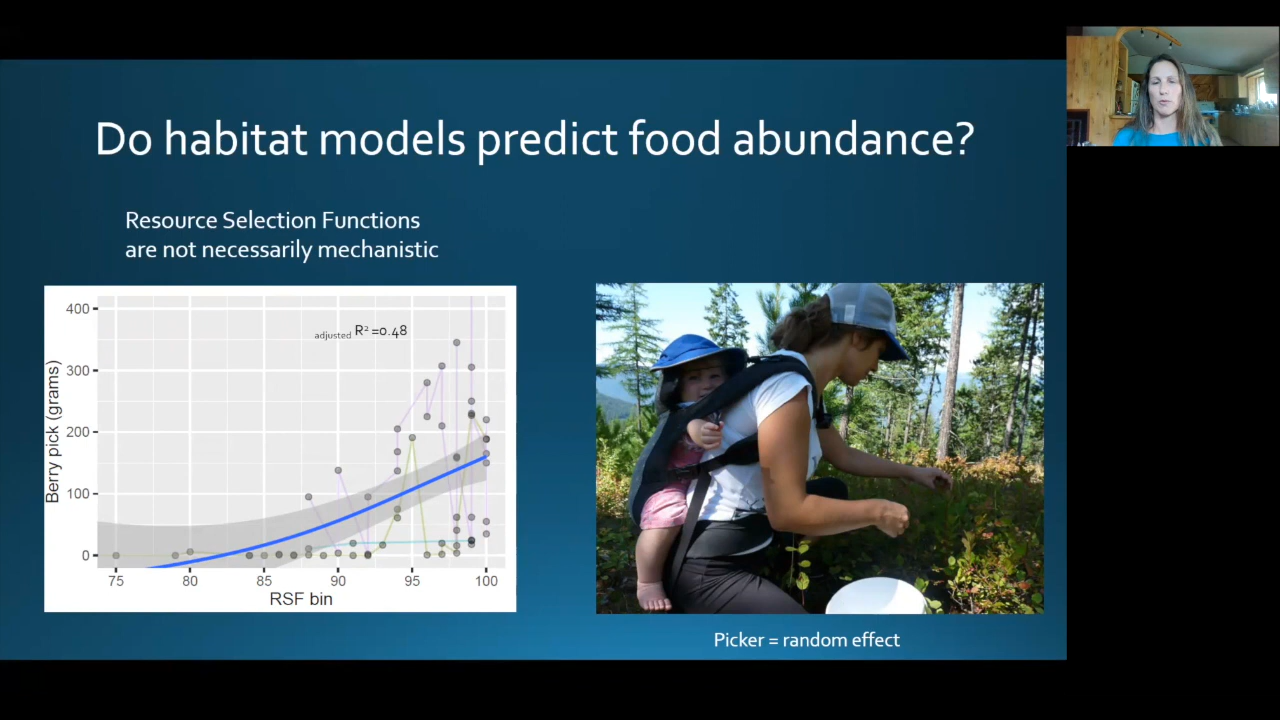 Do habitat models predict food abundance?
Resource Selection Functions
are not necessarily mechanistic
400
300
200
100
0
Berry pick (grams)
adjusted R² =0.48
75 80 85 90 95 100
RSF bin
Picker = random effect